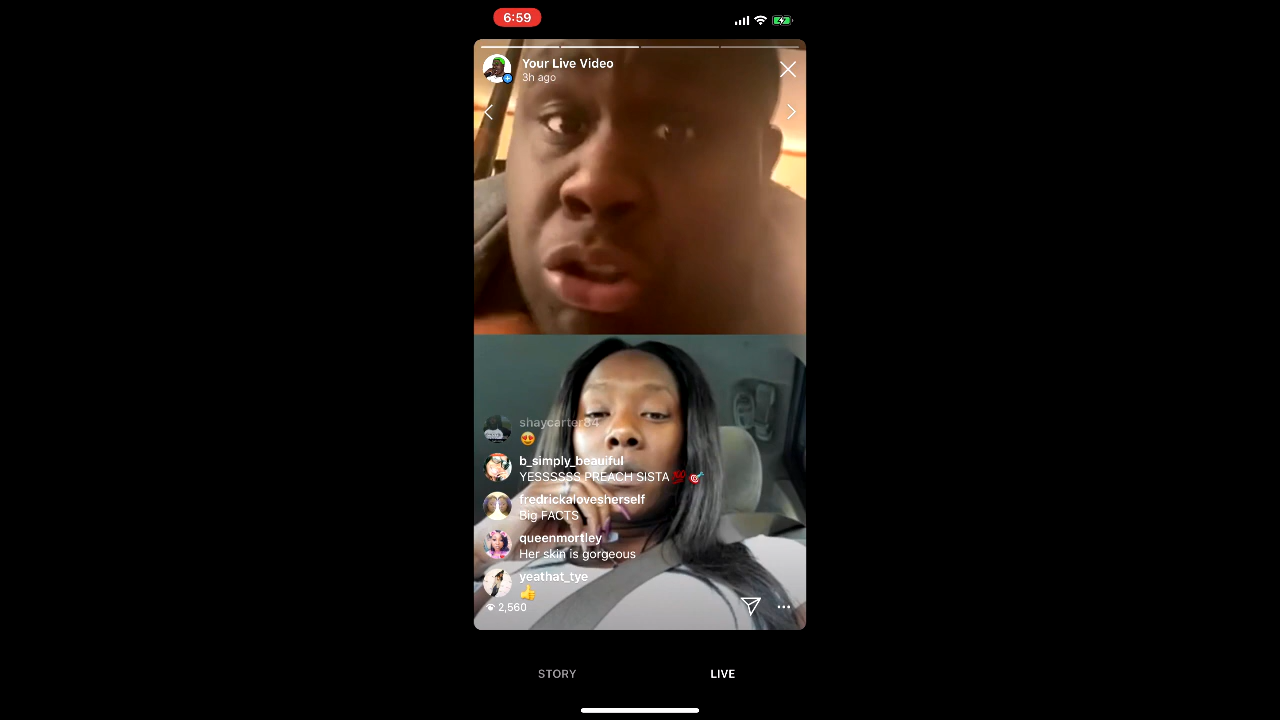 6:59
Your Live Video
3h ago
shaycarter84
😍
b_simply_beauiful
YESSSSSS PREACH SISTA💯🎯
fredrickalovesherself
Big FACTS
queenmortley
Her skin is gorgeous
yeathat_tye
👍
2,560
STORY
LIVE